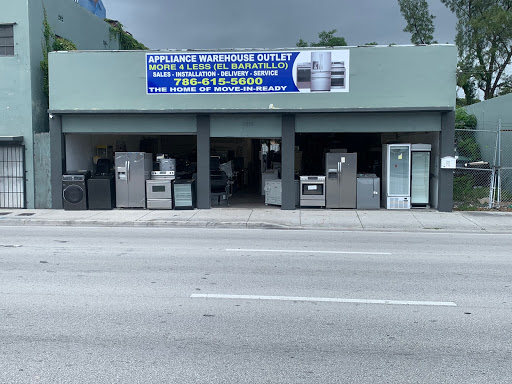 APPLIANCE WAREHOUSE OUTLET
MORE 4 LESS (EL BARATILLO)
SALES - INSTALLATION - DELIVERY - SERVICE
786-615-5600
THE HOME OF MOVE-IN-READY